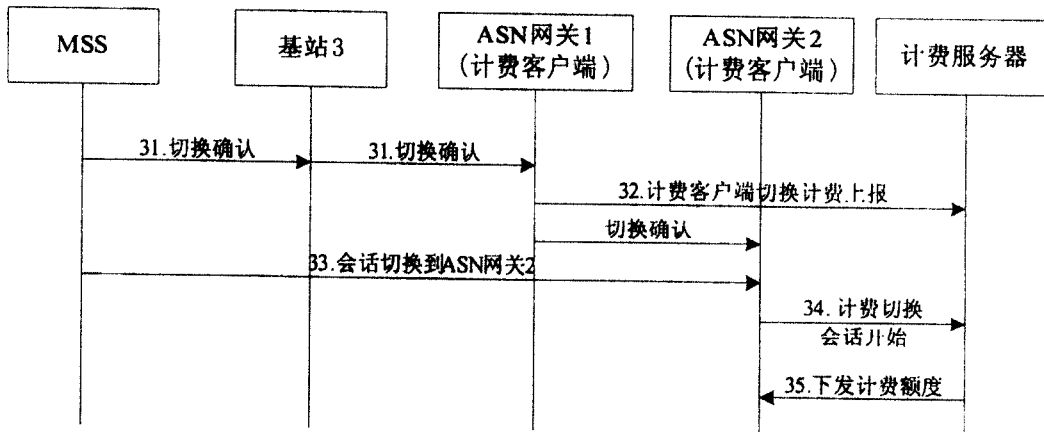 MSS
基站3
ASN网关1
(计费客户端)
ASN网关2
(计费客户端)
计费服务器
31.切换确认
31.切换确认
32.计费客户端切换计费上报
切换确认
33.会话切换到ASN网关2
34.计费切换
会话开始
35.下发计费额度